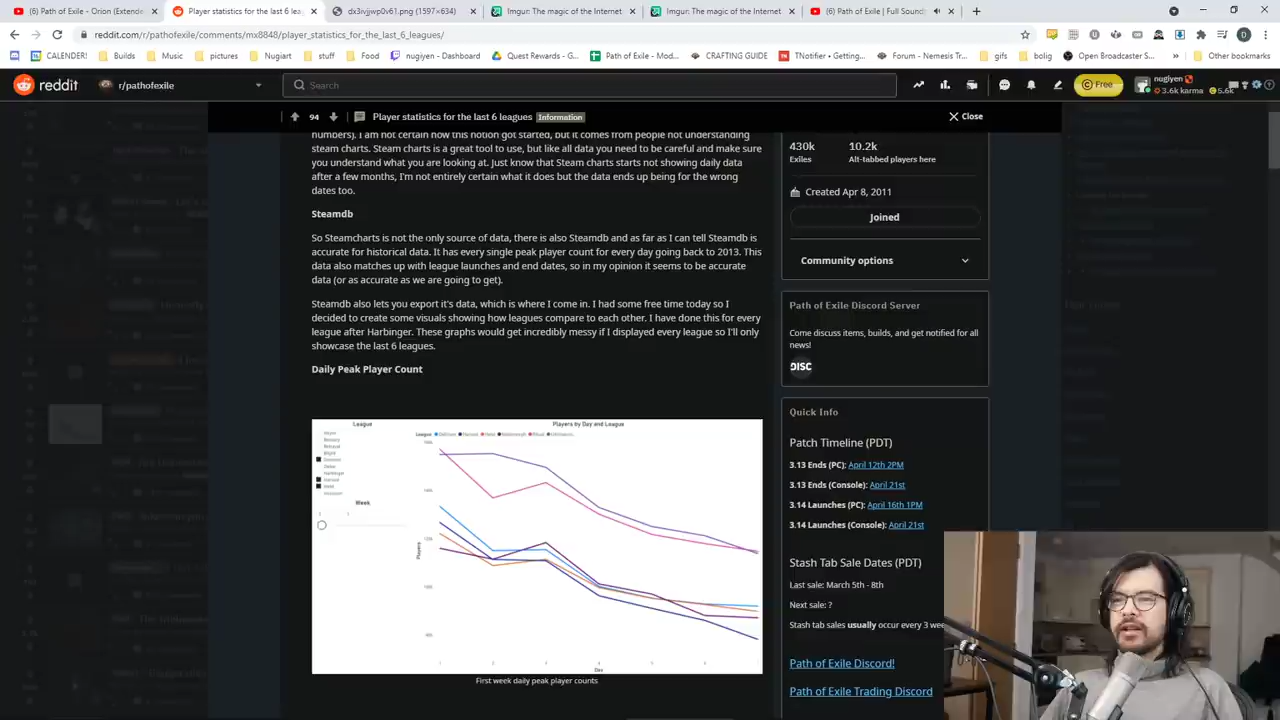 (6) Path of Exile - Orion (Extend
Player statistics for the last 6 le
dx3ivjjwp0v61.png (1597×634)
Imgur: The magic of the Internet
Imgur: The magic of the Internet
(6) Path of Exile | Full Sound
reddit.com/r/pathofexile/comments/mx8848/player_statistics_for_the_last_6_leagues/
CALENDER!
Builds
Music
pictures
Nugiart
stuff
Food
nugiyen - Dashboard
Quest Rewards - G...
Path of Exile - Mod...
CRAFTING GUIDE
TNotifier • Getting...
Forum - Nemesis Tr...
gifs
bolig
Open Broadcaster S...
Other bookmarks
reddit
r/pathofexile
Search
Free
nugiyen
3.6k karma
5.6k
94
Player statistics for the last 6 leagues
Information
Close
numbers). I am not certain how this notion got started, but it comes from people not understanding
steam charts. Steam charts is a great tool to use, but like all data you need to be careful and make sure
you understand what you are looking at. Just know that Steam charts starts not showing daily data
after a few months, I'm not entirely certain what it does but the data ends up being for the wrong
dates too.
Steamdb
So Steamcharts is not the only source of data, there is also Steamdb and as far as I can tell Steamdb is
accurate for historical data. It has every single peak player count for every day going back to 2013. This
data also matches up with league launches and end dates, so in my opinion it seems to be accurate
data (or as accurate as we are going to get).
Steamdb also lets you export it's data, which is where I come in. I had some free time today so I
decided to create some visuals showing how leagues compare to each other. I have done this for every
league after Harbinger. These graphs would get incredibly messy if I displayed every league so I'll only
showcase the last 6 leagues.
Daily Peak Player Count
League
Week
Players by Day and League
League
Players
Day
First week daily peak player counts
430k
Exiles
10.2k
Alt-tabbed players here
Created Apr 8, 2011
Joined
Community options
Path of Exile Discord Server
Come discuss items, builds, and get notified for all
news!
DISC
Quick Info
Patch Timeline (PDT)
3.13 Ends (PC): April 12th 2PM
3.13 Ends (Console): April 21st
3.14 Launches (PC): April 16th 1PM
3.14 Launches (Console): April 21st
Stash Tab Sale Dates (PDT)
Last sale: March 5th - 8th
Next sale: ?
Stash tab sales usually occur every 3 wee
Path of Exile Discord!
Path of Exile Trading Discord